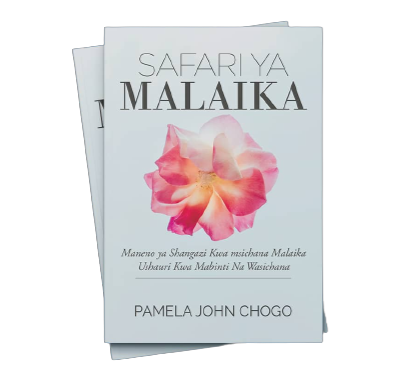 SAFARI YA
MALAIKA
Maneno ya Shangazi Kwa msichana Malaika
Ushauri Kwa Mabinti Na Wasichana
PAMELA JOHN CHOGO